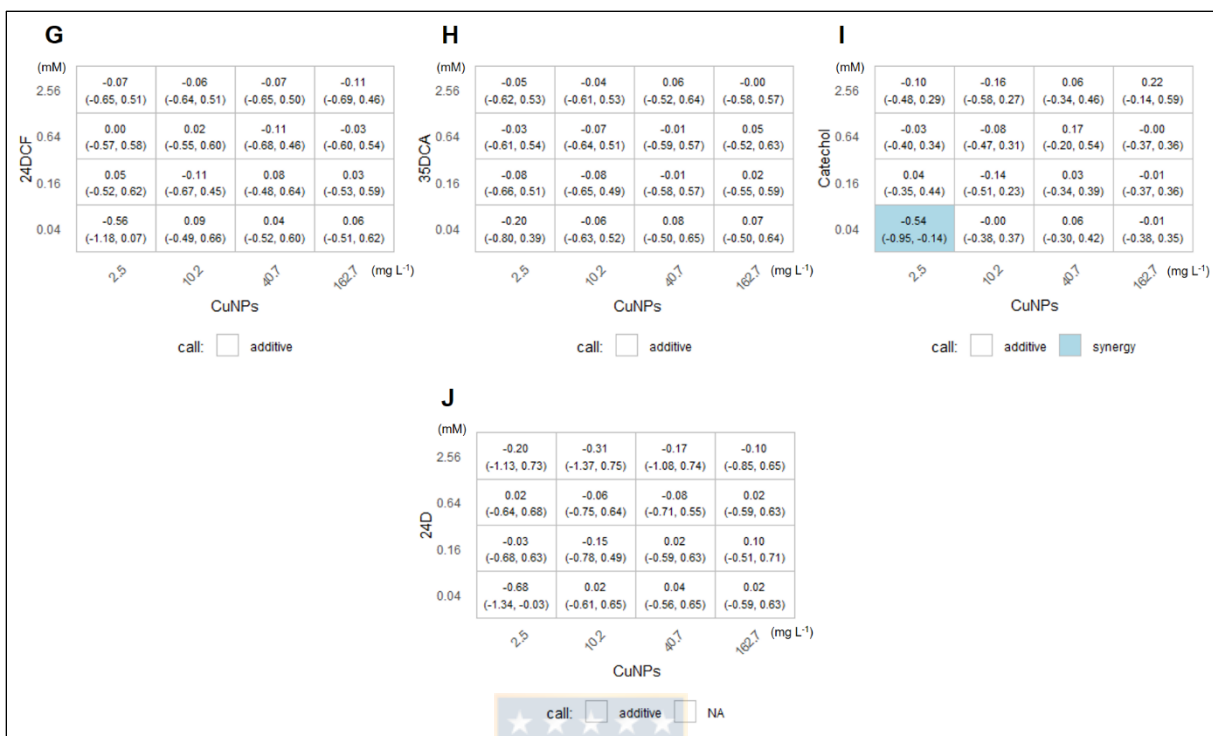 G
(mM)
24DCF
2.56
-0.07 -0.06 -0.07 -0.11
(-0.65, 0.51) (-0.64, 0.51) (-0.65, 0.50) (-0.69, 0.46)
0.64
0.00 0.02 -0.11 -0.03
(-0.57, 0.58) (-0.55, 0.60) (-0.68, 0.46) (-0.60, 0.54)
0.16
0.05 -0.11 0.08 0.03
(-0.52, 0.62) (-0.67, 0.45) (-0.48, 0.64) (-0.53, 0.59)
0.04
-0.56 0.09 0.04 0.06
(-1.18, 0.07) (-0.49, 0.66) (-0.52, 0.60) (-0.51, 0.62)
2.5 10.2 40.7 162.7 (mg L-1)
CuNPs
call: additive
H
(mM)
35DCA
2.56
-0.05 -0.04 0.06 -0.00
(-0.62, 0.53) (-0.61, 0.53) (-0.52, 0.64) (-0.58, 0.57)
0.64
-0.03 -0.07 -0.01 0.05
(-0.61, 0.54) (-0.64, 0.51) (-0.59, 0.57) (-0.52, 0.63)
0.16
-0.08 -0.08 -0.01 0.02
(-0.66, 0.51) (-0.65, 0.49) (-0.58, 0.57) (-0.55, 0.59)
0.04
-0.20 -0.06 0.08 0.07
(-0.80, 0.39) (-0.63, 0.52) (-0.50, 0.65) (-0.50, 0.64)
2.5 10.2 40.7 162.7 (mg L-1)
CuNPs
call: additive
I
(mM)
Catechol
2.56
-0.10 -0.16 0.06 0.22
(-0.48, 0.29) (-0.58, 0.27) (-0.34, 0.46) (-0.14, 0.59)
0.64
-0.03 -0.08 0.17 -0.00
(-0.40, 0.34) (-0.47, 0.31) (-0.20, 0.54) (-0.37, 0.36)
0.16
0.04 -0.14 0.03 -0.01
(-0.35, 0.44) (-0.51, 0.23) (-0.34, 0.39) (-0.37, 0.36)
0.04
-0.54 -0.00 0.06 -0.01
(-0.95, -0.14) (-0.38, 0.37) (-0.30, 0.42) (-0.38, 0.35)
2.5 10.2 40.7 162.7 (mg L-1)
CuNPs
call: additive synergy
J
(mM)
24D
2.56
-0.20 -0.31 -0.17 -0.10
(-1.13, 0.73) (-1.37, 0.75) (-1.08, 0.74) (-0.85, 0.65)
0.64
0.02 -0.06 -0.08 0.02
(-0.64, 0.68) (-0.75, 0.64) (-0.71, 0.55) (-0.59, 0.63)
0.16
-0.03 -0.15 0.02 0.10
(-0.68, 0.63) (-0.78, 0.49) (-0.59, 0.63) (-0.51, 0.71)
0.04
-0.68 0.02 0.04 0.02
(-1.34, -0.03) (-0.61, 0.65) (-0.56, 0.65) (-0.59, 0.63)
2.5 10.2 40.7 162.7 (mg L-1)
CuNPs
call: additive NA